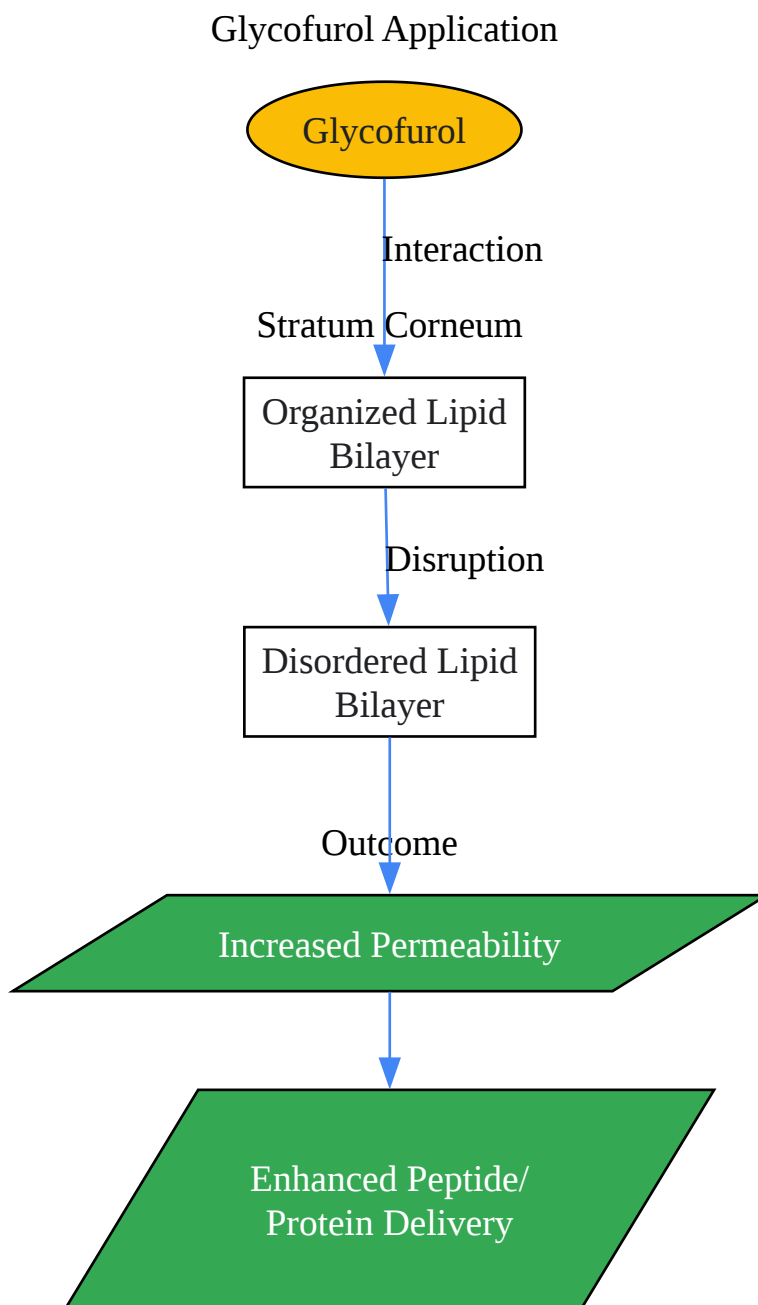 Glycofurol Application
Glycofurol
Interaction
Stratum Corneum
Organized Lipid
Bilayer
Disruption
Disordered Lipid
Bilayer
Outcome
Increased Permeability
Enhanced Peptide/
Protein Delivery